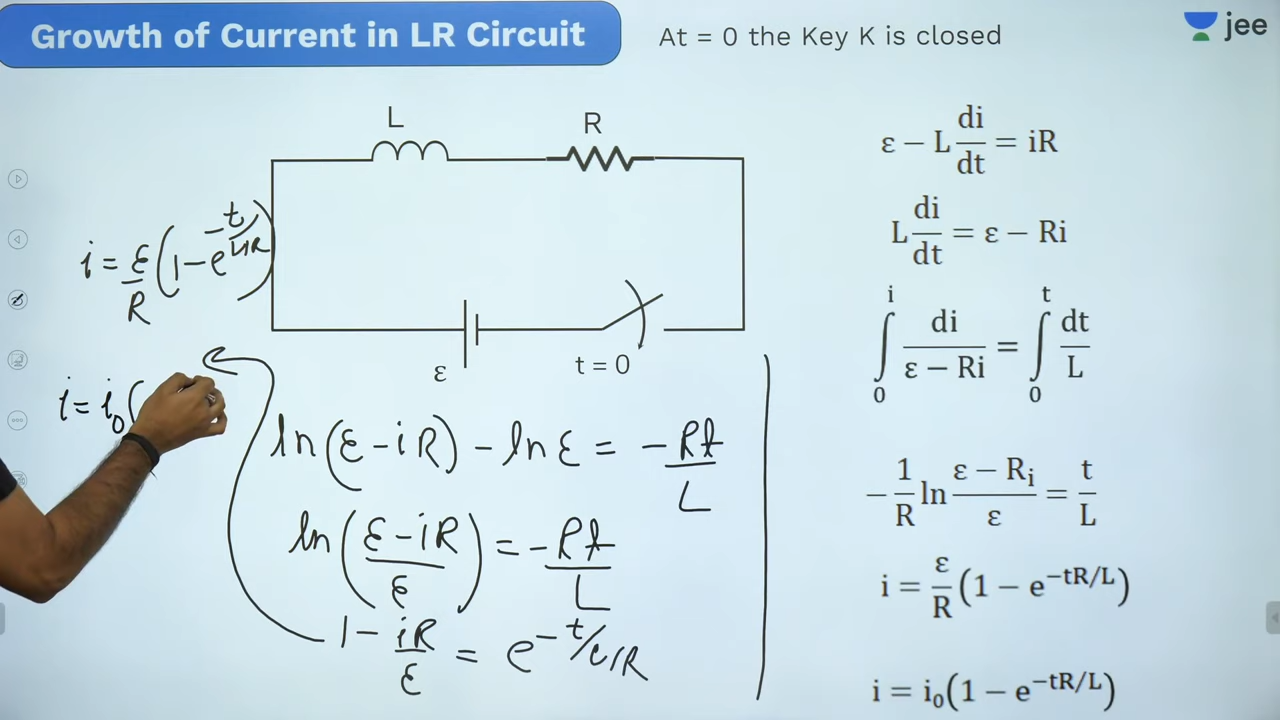 Growth of Current in LR Circuit
At = 0 the Key K is closed
jee
L
R
ε
t = 0
i = ε/R (1 - e^(-t/L/R))
i = i₀(
ln(ε - iR) - ln ε = -Rt/L
ln((ε - iR)/ε) = -Rt/L
1 - iR/ε = e^(-t/L/R)
ε − L di/dt = iR
L di/dt = ε − Ri
∫₀ⁱ di/(ε − Ri) = ∫₀ᵗ dt/L
−1/R ln (ε − Rᵢ)/ε = t/L
i = ε/R (1 − e^(−tR/L))
i = i₀(1 − e^(−tR/L))